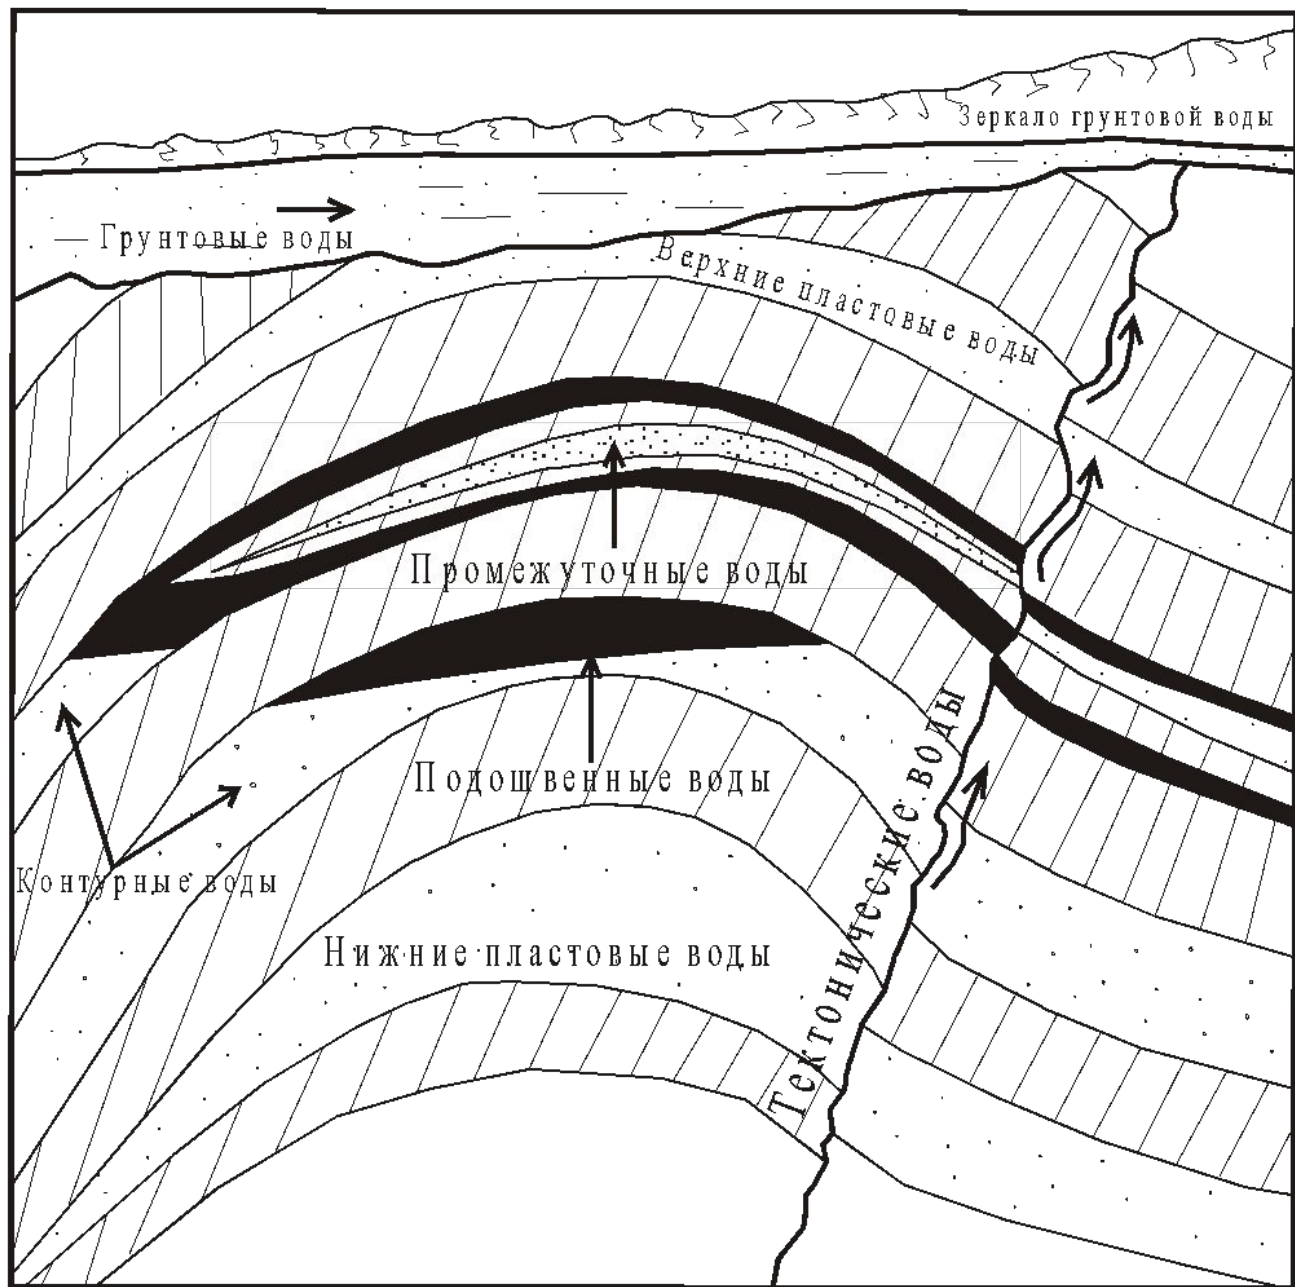 Зеркало грунтовой воды
Грунтовые воды
Верхние пластовые воды
Промежуточные воды
Подошвенные воды
Контурные воды
Нижние пластовые воды
Тектонические воды